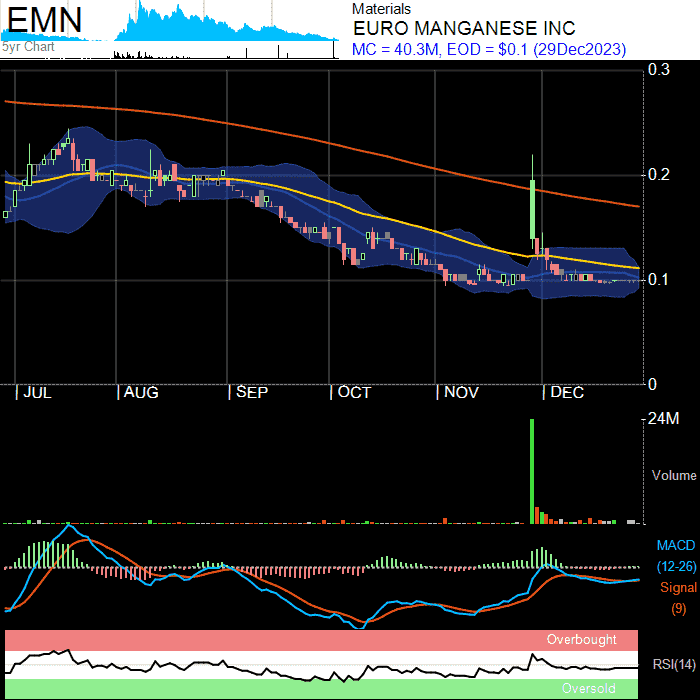 EMN
5yr Chart
Materials
EURO MANGANESE INC
MC = 40.3M, EOD = $0.1 (29Dec2023)
0.3
0.2
0.1
0
JUL AUG SEP OCT NOV DEC
24M
Volume
MACD
(12-26)
Signal
(9)
Overbought
RSI(14)
Oversold